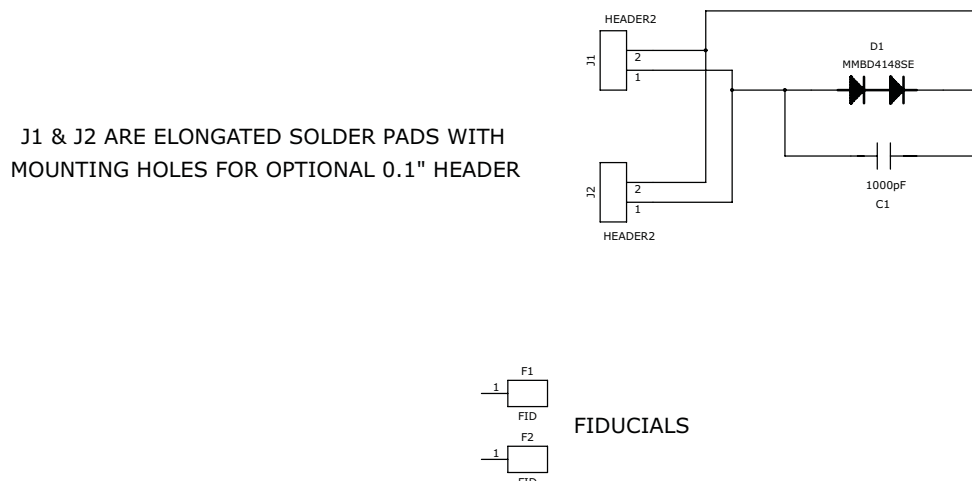 HEADER2
J1
2
1
D1
MMBD4148SE
J1 & J2 ARE ELONGATED SOLDER PADS WITH
MOUNTING HOLES FOR OPTIONAL 0.1" HEADER
J2
2
1
HEADER2
1000pF
C1
F1
1
FID
FIDUCIALS
F2
1
FID